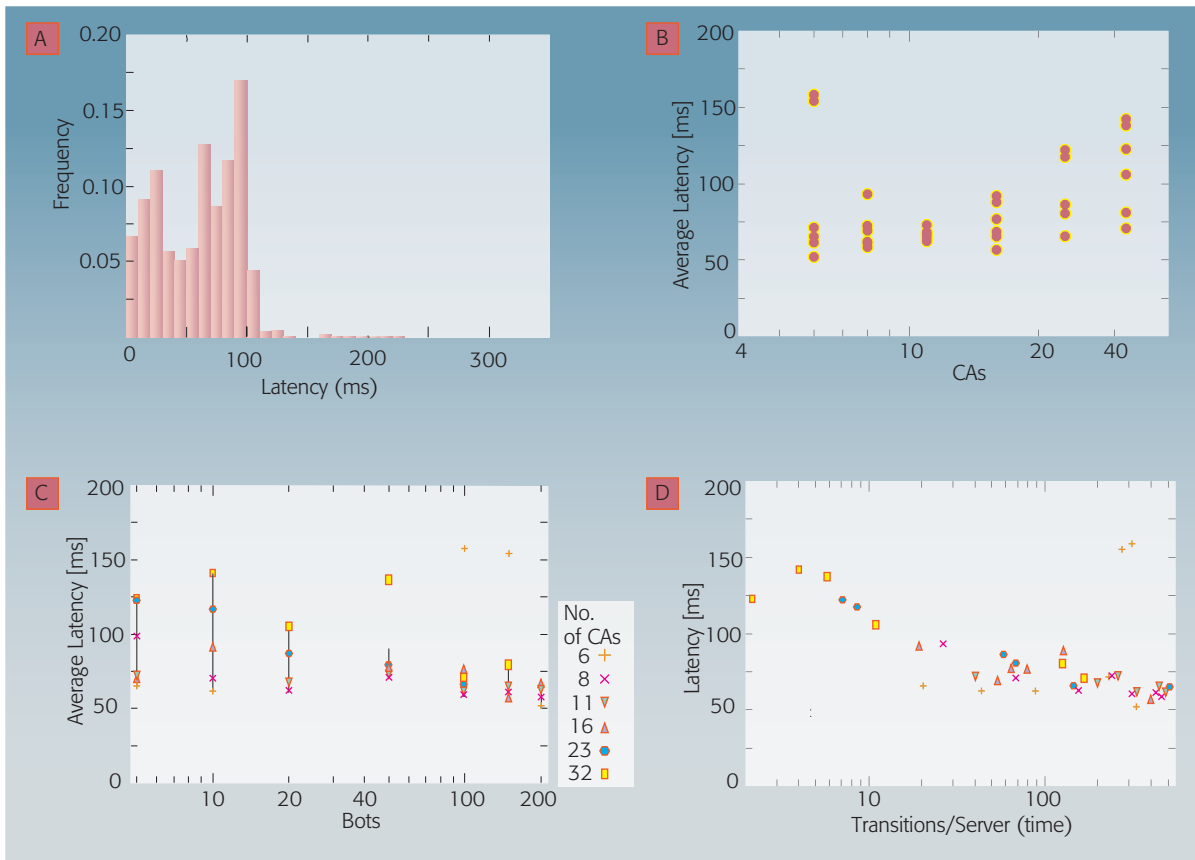 A
0.20
0.15
0.10
0.05
Frequency
0 100 200 300
Latency (ms)
B
200
150
100
50
0
Average Latency [ms]
4 10 20 40
CAs
C
200
150
100
50
0
Average Latency [ms]
10 20 40 100 200
Bots
No.
of CAs
6
8
11
16
23
32
D
200
150
100
50
0
Latency [ms]
10 100
Transitions/Server (time)